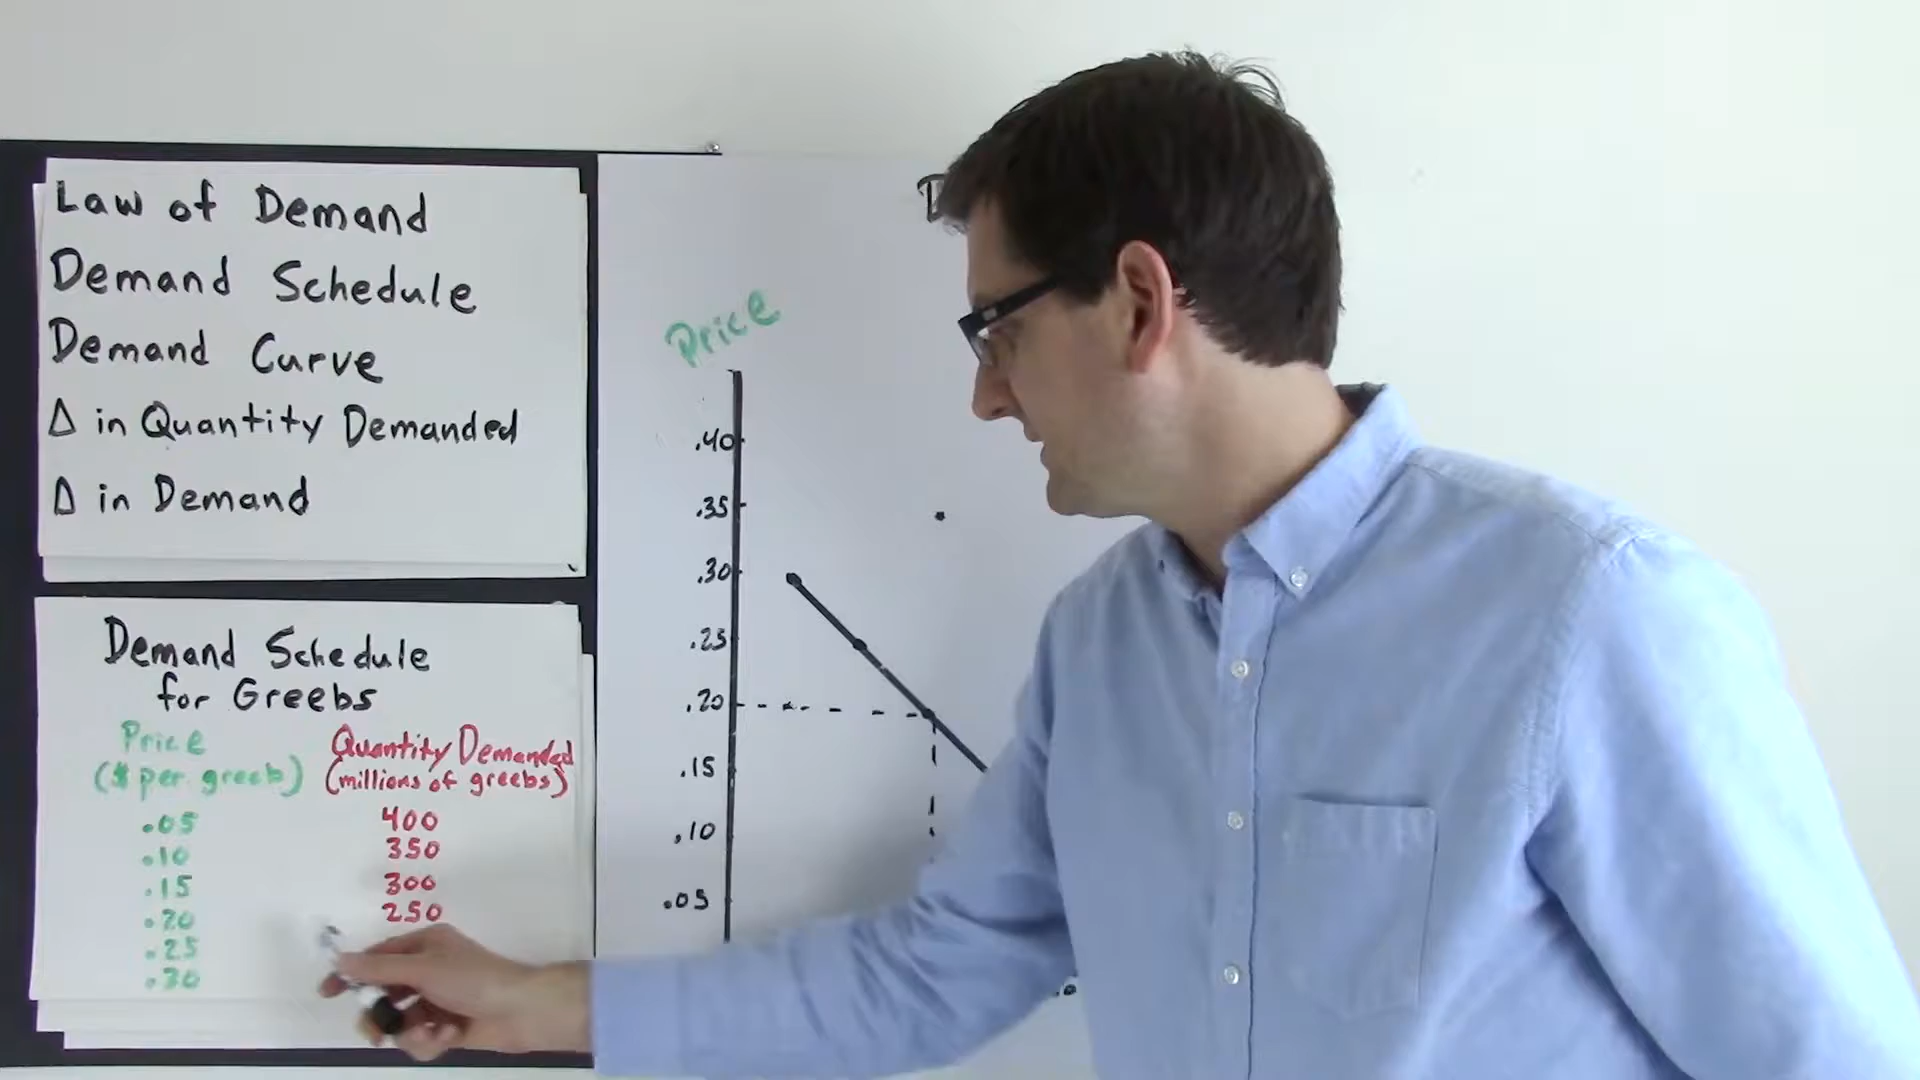 Law of Demand
Demand Schedule
Demand Curve
Δ in Quantity Demanded
Δ in Demand
Demand Schedule
for Greebs
Price Quantity Demanded
($ per greeb) (millions of greebs)
.05 400
.10 350
.15 300
.20 250
.25
.30
Price
.40
.35
.30
.25
.20
.15
.10
.05